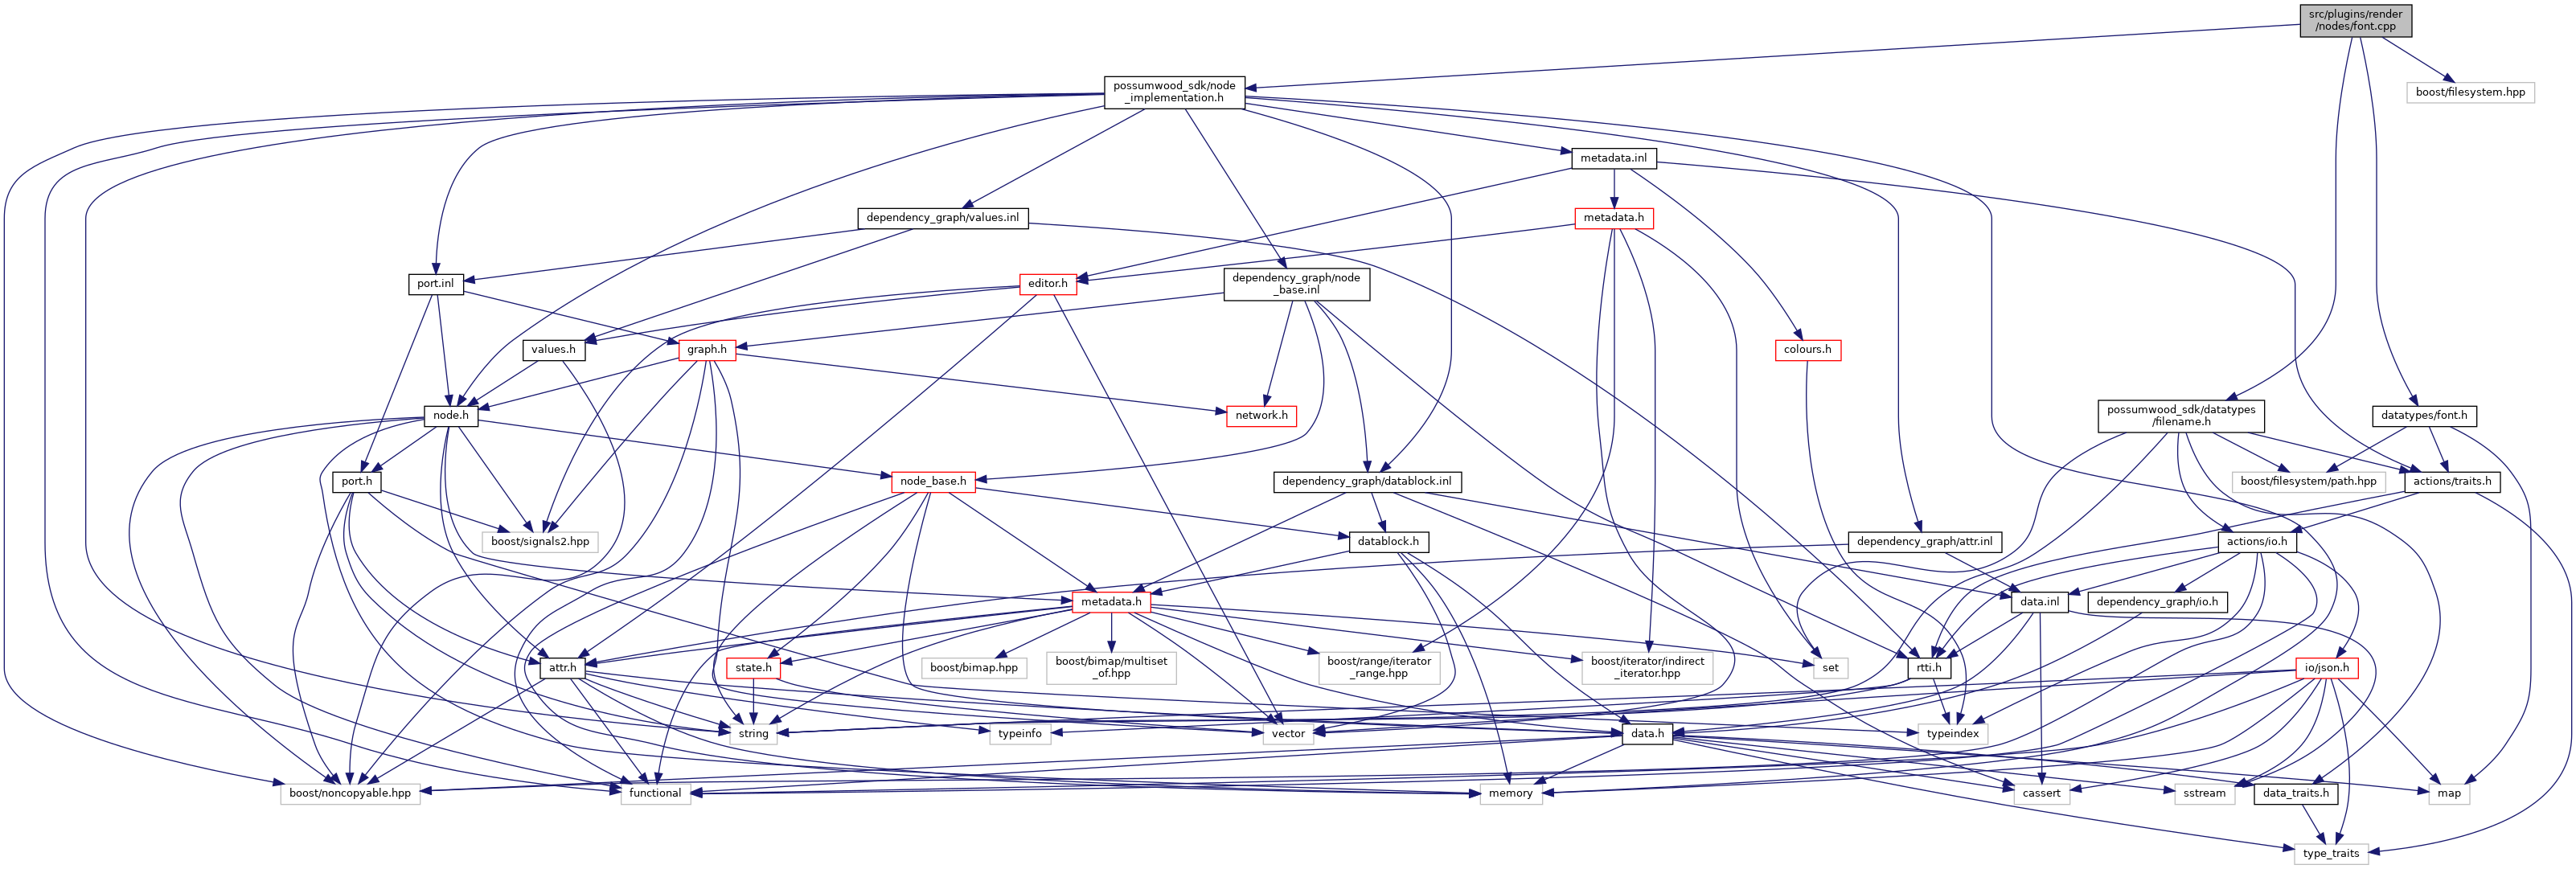 src/plugins/render
/nodes/font.cpp
possumwood_sdk/node
_implementation.h
boost/filesystem.hpp
metadata.inl
dependency_graph/values.inl
metadata.h
port.inl
editor.h
dependency_graph/node
_base.inl
values.h
graph.h
colours.h
node.h
network.h
possumwood_sdk/datatypes
/filename.h
datatypes/font.h
port.h
node_base.h
dependency_graph/datablock.inl
boost/filesystem/path.hpp
actions/traits.h
boost/signals2.hpp
datablock.h
dependency_graph/attr.inl
actions/io.h
metadata.h
data.inl
dependency_graph/io.h
attr.h
state.h
boost/bimap.hpp
boost/bimap/multiset
_of.hpp
boost/range/iterator
_range.hpp
boost/iterator/indirect
_iterator.hpp
set
rtti.h
io/json.h
string
typeinfo
vector
data.h
typeindex
boost/noncopyable.hpp
functional
memory
cassert
sstream
data_traits.h
map
type_traits